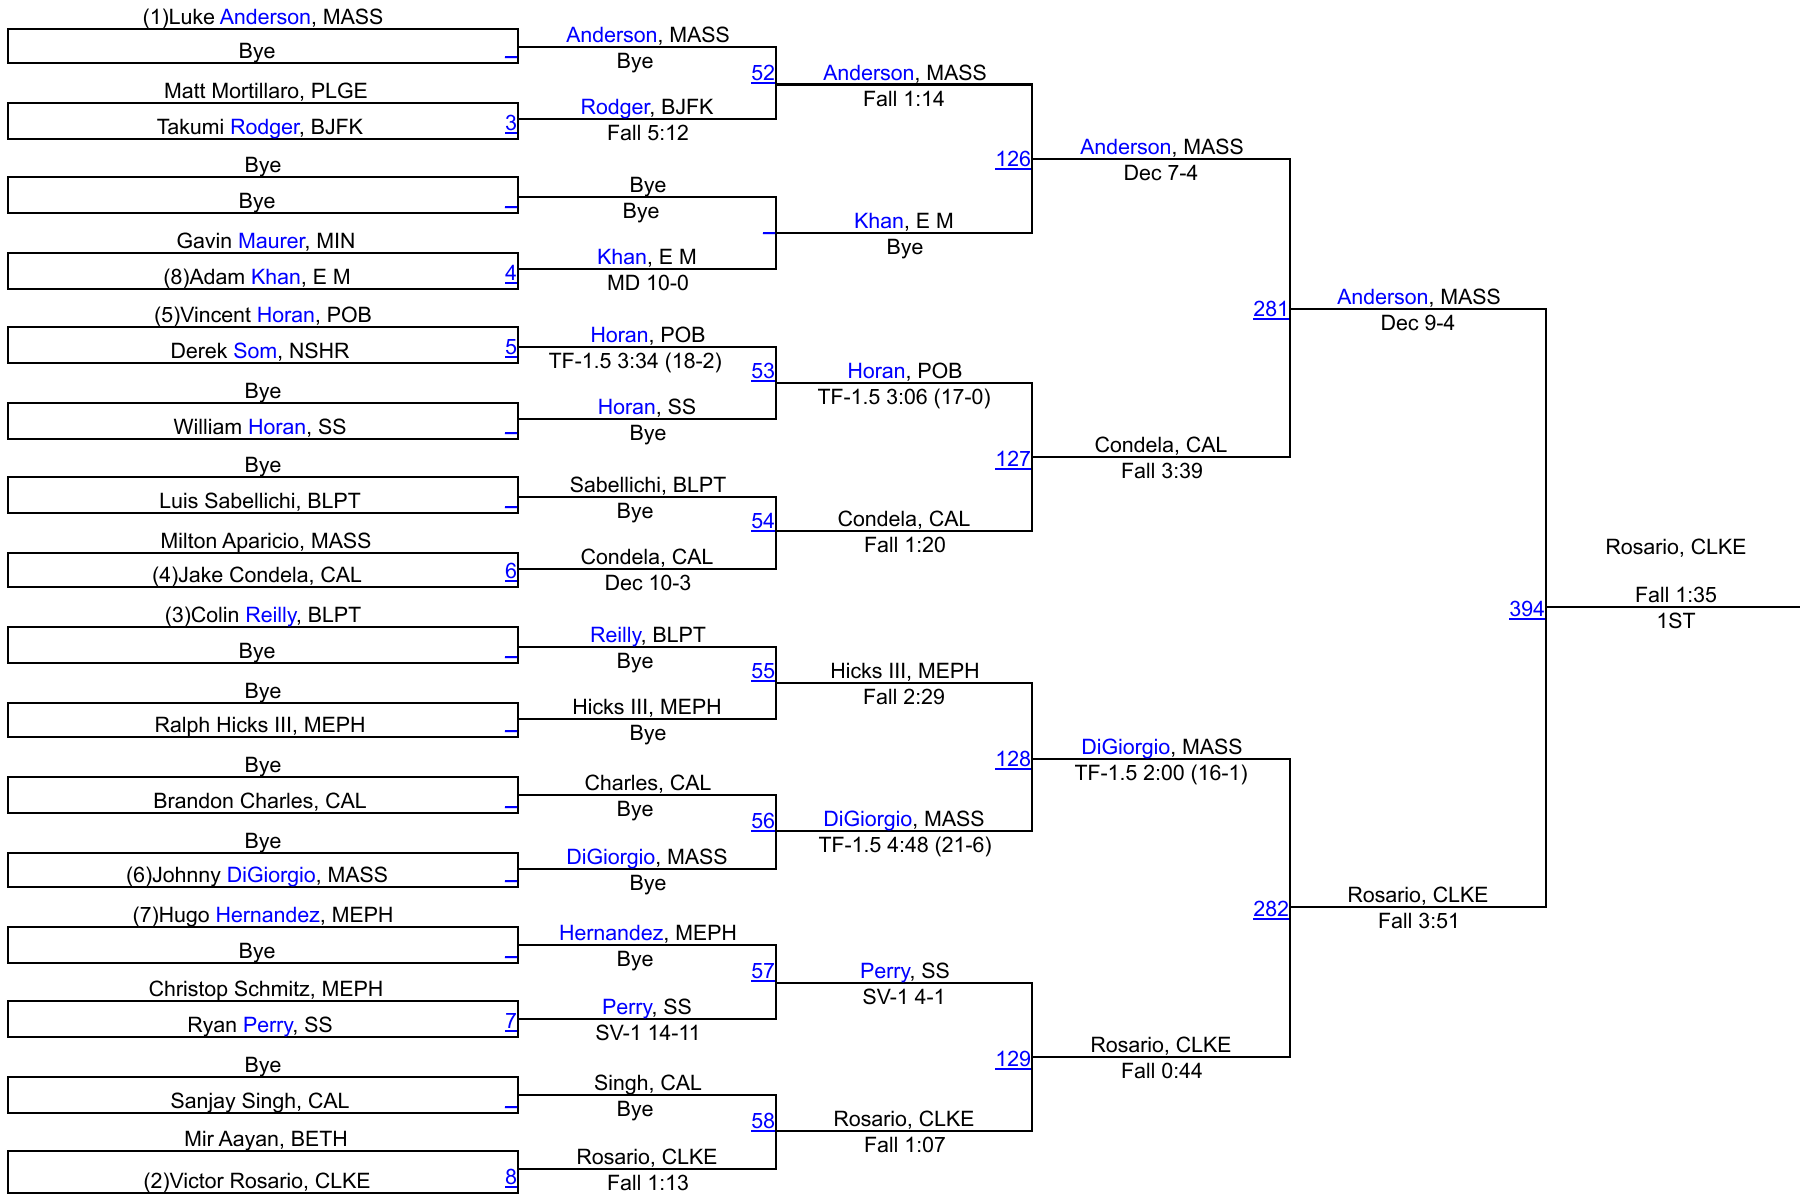 (1)Luke Anderson, MASS
Bye
Matt Mortillaro, PLGE
Takumi Rodger, BJFK
3
Bye
Bye
Gavin Maurer, MIN
(8)Adam Khan, E M
4
(5)Vincent Horan, POB
Derek Som, NSHR
5
Bye
William Horan, SS
Bye
Luis Sabellichi, BLPT
Milton Aparicio, MASS
(4)Jake Condela, CAL
6
(3)Colin Reilly, BLPT
Bye
Bye
Ralph Hicks III, MEPH
Bye
Brandon Charles, CAL
Bye
(6)Johnny DiGiorgio, MASS
(7)Hugo Hernandez, MEPH
Bye
Christop Schmitz, MEPH
Ryan Perry, SS
7
Bye
Sanjay Singh, CAL
Mir Aayan, BETH
(2)Victor Rosario, CLKE
8
Anderson, MASS
Bye
52
Rodger, BJFK
Fall 5:12
Bye
Bye
Khan, E M
MD 10-0
Horan, POB
TF-1.5 3:34 (18-2)
53
Horan, SS
Bye
Sabellichi, BLPT
Bye
54
Condela, CAL
Dec 10-3
Reilly, BLPT
Bye
55
Hicks III, MEPH
Bye
Charles, CAL
Bye
56
DiGiorgio, MASS
Bye
Hernandez, MEPH
Bye
57
Perry, SS
SV-1 14-11
Singh, CAL
Bye
58
Rosario, CLKE
Fall 1:13
Anderson, MASS
Fall 1:14
126
Khan, E M
Bye
Horan, POB
TF-1.5 3:06 (17-0)
127
Condela, CAL
Fall 1:20
Hicks III, MEPH
Fall 2:29
128
DiGiorgio, MASS
TF-1.5 4:48 (21-6)
Perry, SS
SV-1 4-1
129
Rosario, CLKE
Fall 1:07
Anderson, MASS
Dec 7-4
281
Condela, CAL
Fall 3:39
DiGiorgio, MASS
TF-1.5 2:00 (16-1)
282
Rosario, CLKE
Fall 0:44
Anderson, MASS
Dec 9-4
394
Rosario, CLKE
Fall 3:51
Rosario, CLKE
Fall 1:35
1ST